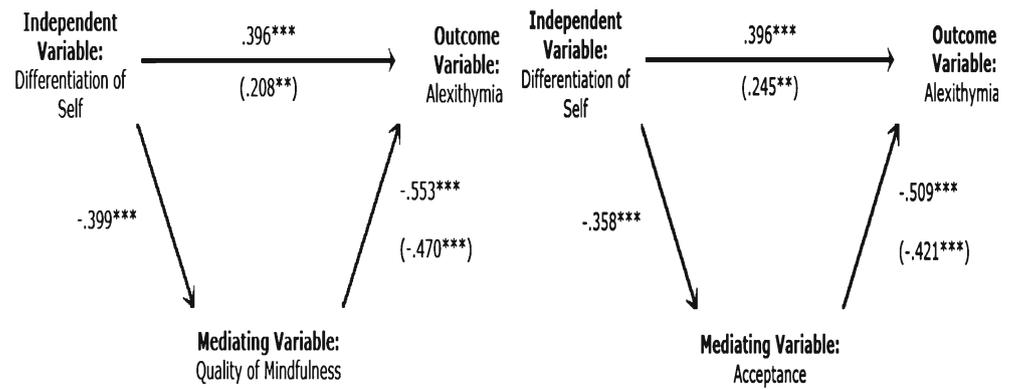 Independent
Variable:
Differentiation of
Self
.396***
(.208**)
Outcome
Variable:
Alexithymia
-.399***
-.553***
(-.470***)
Mediating Variable:
Quality of Mindfulness
Independent
Variable:
Differentiation of
Self
.396***
(.245**)
Outcome
Variable:
Alexithymia
-.358***
-.509***
(-.421***)
Mediating Variable:
Acceptance